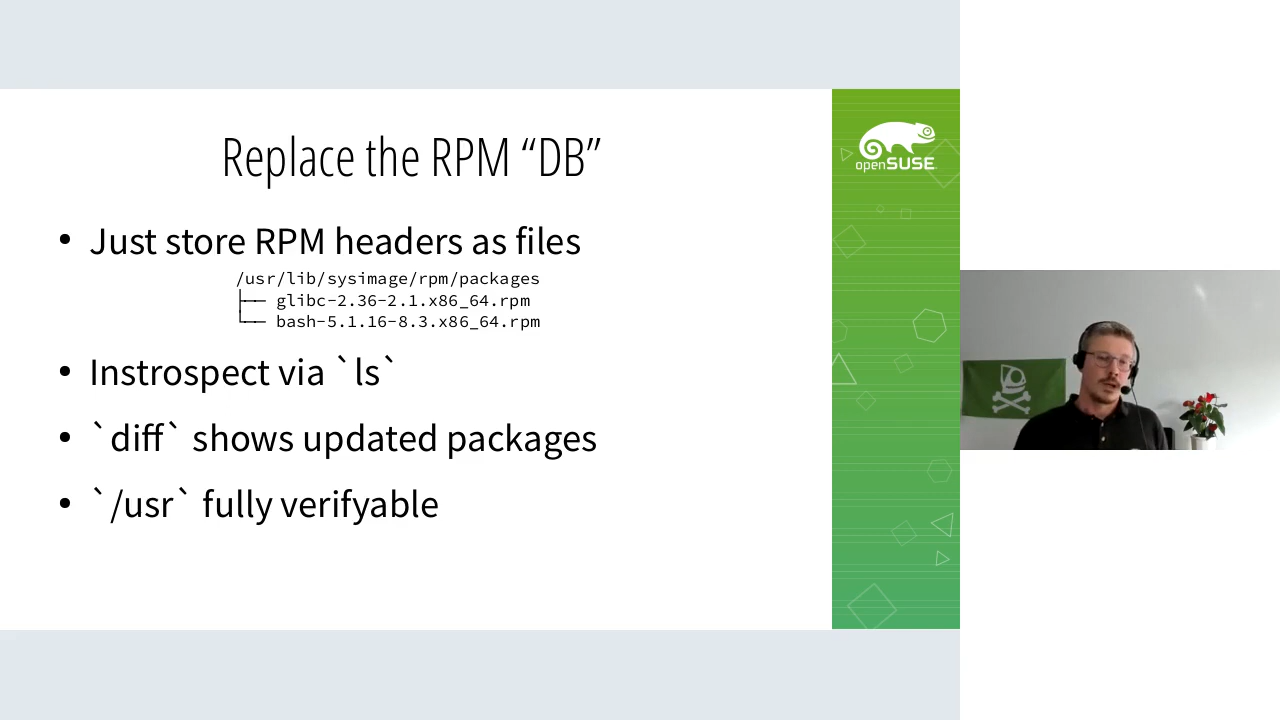 Replace the RPM “DB”
openSUSE
• Just store RPM headers as files
/usr/lib/sysimage/rpm/packages
├── glibc-2.36-2.1.x86_64.rpm
└── bash-5.1.16-8.3.x86_64.rpm
• Instrospect via `ls`
• `diff` shows updated packages
• `/usr` fully verifyable